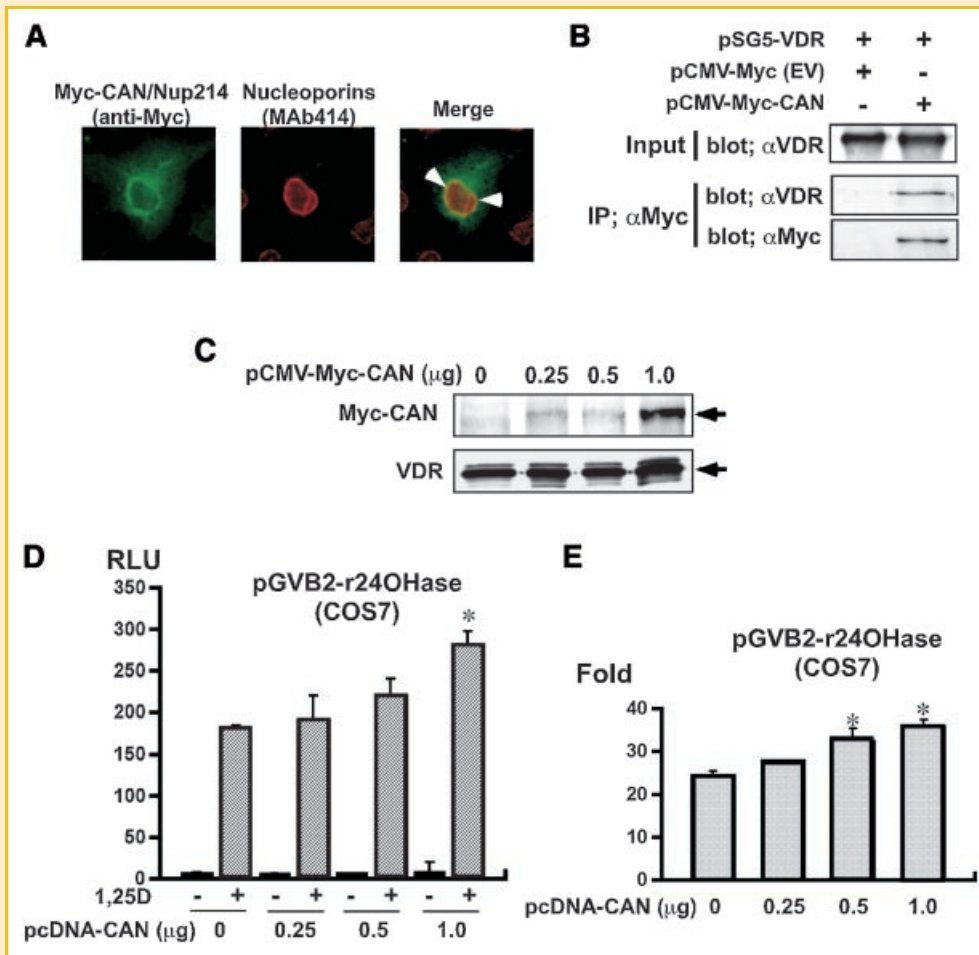 A
Myc-CAN/Nup214
(anti-Myc)
Nucleoporins
(MAb414)
Merge
B
pSG5-VDR + +
pCMV-Myc (EV) + -
pCMV-Myc-CAN - +
Input blot; αVDR
IP; αMyc
blot; αVDR
blot; αMyc
C
pCMV-Myc-CAN (μg) 0 0.25 0.5 1.0
Myc-CAN
VDR
D
RLU
pGVB2-r24OHase
(COS7)
350
300
250
200
150
100
50
0
*
1,25D - + - + - + - +
pcDNA-CAN (μg) 0 0.25 0.5 1.0
E
Fold
pGVB2-r24OHase
(COS7)
40
30
20
10
0
* *
pcDNA-CAN (μg) 0 0.25 0.5 1.0